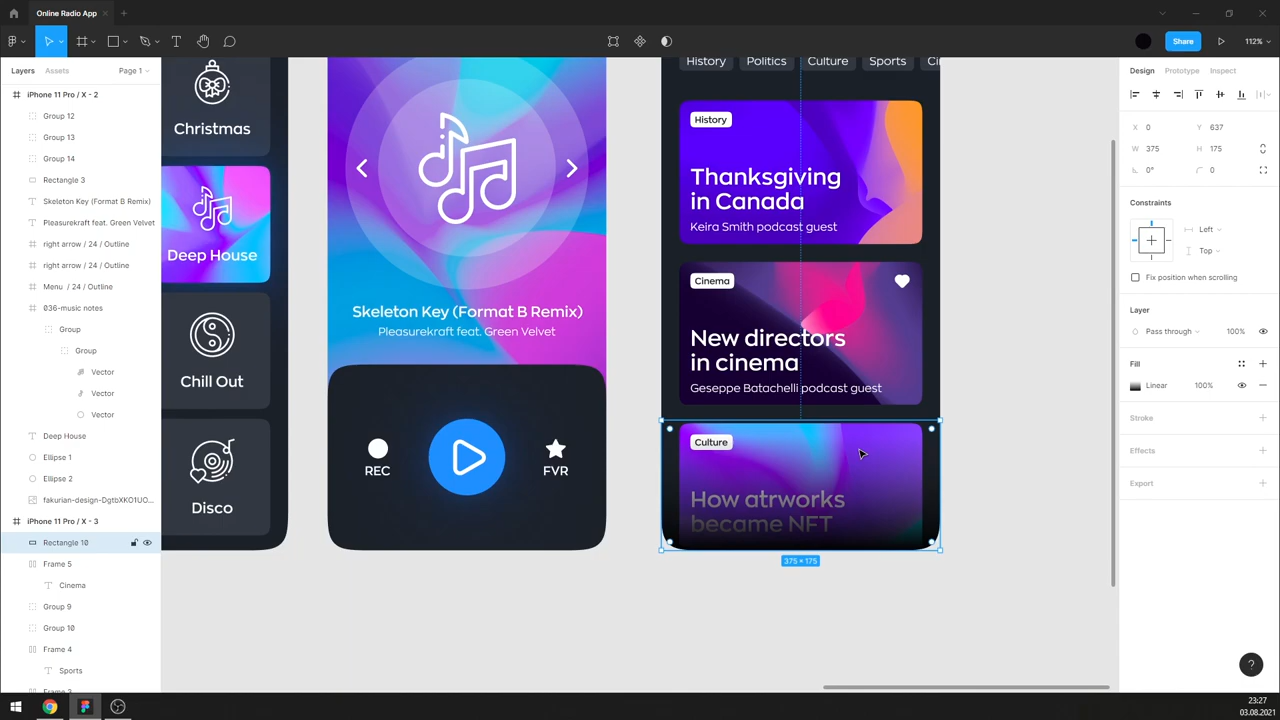 Online Radio App
Share
112%
Layers
Assets
Page 1
iPhone 11 Pro / X - 2
Group 12
Group 13
Group 14
Rectangle 3
Skeleton Key (Format B Remix)
Pleasurekraft feat. Green Velvet
right arrow / 24 / Outline
right arrow / 24 / Outline
Menu / 24 / Outline
036-music notes
Group
Group
Vector
Vector
Vector
Deep House
Ellipse 1
Ellipse 2
fakurian-design-DgtbXKO1UO...
iPhone 11 Pro / X - 3
Rectangle 10
Frame 5
Cinema
Group 9
Group 10
Frame 4
Sports
Frame 3
Christmas
Deep House
Chill Out
Disco
Skeleton Key (Format B Remix)
Pleasurekraft feat. Green Velvet
REC
FVR
History
Politics
Culture
Sports
Ci
History
Thanksgiving
in Canada
Keira Smith podcast guest
Cinema
New directors
in cinema
Geseppe Batachelli podcast guest
Culture
How atrworks
became NFT
375 × 175
Design
Prototype
Inspect
X 0
Y 637
W 375
H 175
0°
0
Constraints
Left
Top
Fix position when scrolling
Layer
Pass through
100%
Fill
Linear
100%
Stroke
Effects
Export
?
23:27
03.08.2021